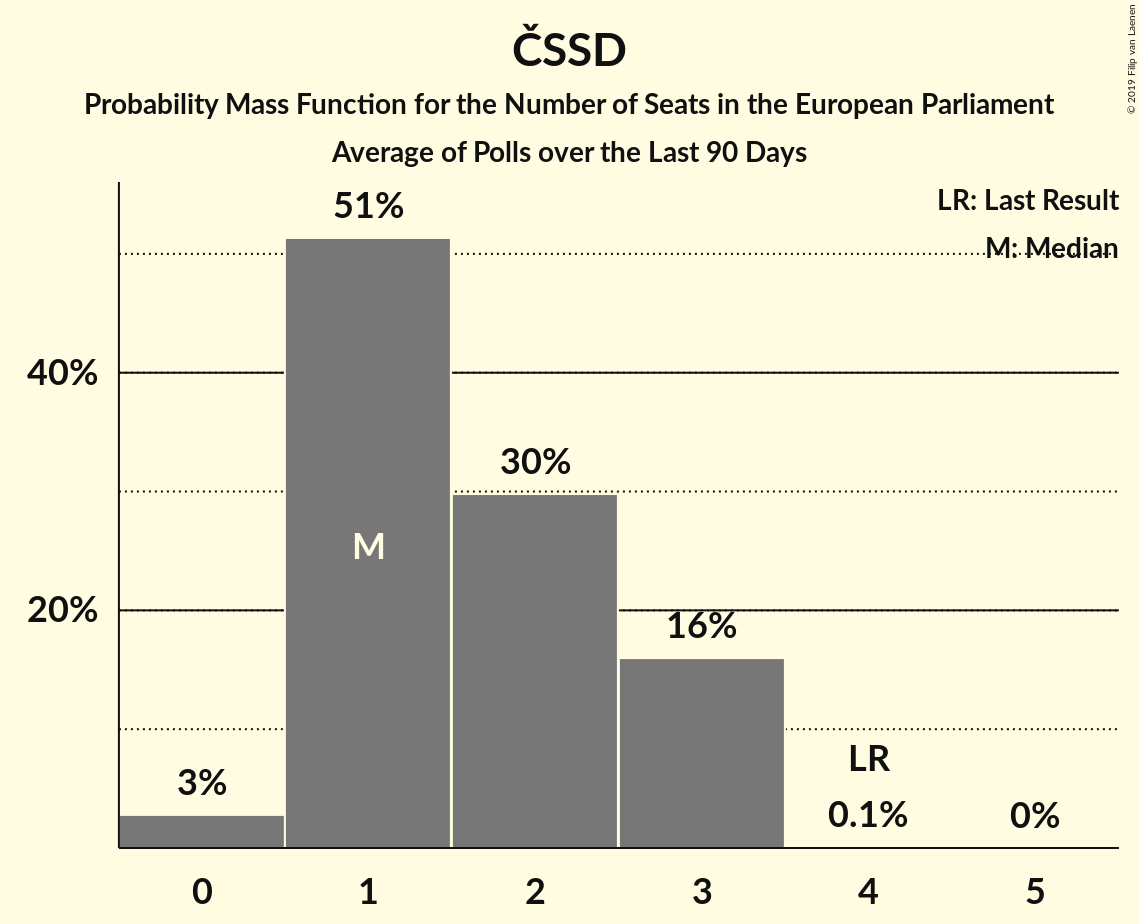 ČSSD
Probability Mass Function for the Number of Seats in the European Parliament
Average of Polls over the Last 90 Days
© 2019 Filip van Laenen
LR: Last Result
M: Median
51%
40%
30%
M
20%
16%
3%
LR
0.1%
0%
0 1 2 3 4 5